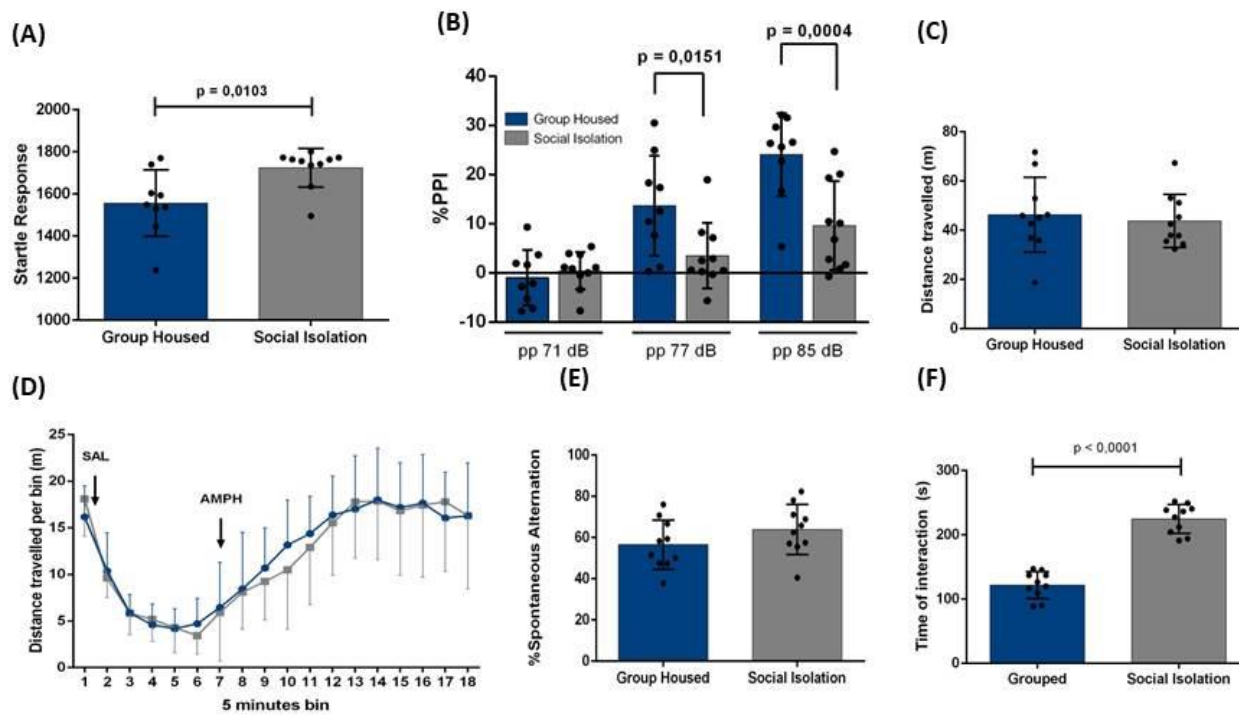 (A)
p = 0,0103
2000
1800
1600
1400
1200
1000
Startle Response
Group Housed
Social Isolation
(B)
p = 0,0151
p = 0,0004
40
30
20
10
0
-10
%PPI
Group Housed
Social Isolation
pp 71 dB
pp 77 dB
pp 85 dB
(C)
80
60
40
20
0
Distance travelled (m)
Group Housed
Social Isolation
(D)
25
20
15
10
5
0
Distance travelled per bin (m)
SAL
AMPH
1 2 3 4 5 6 7 8 9 10 11 12 13 14 15 16 17 18
5 minutes bin
(E)
100
80
60
40
20
0
%Spontaneous Alternation
Group Housed
Social Isolation
(F)
p < 0,0001
300
200
100
0
Time of interaction (s)
Grouped
Social Isolation